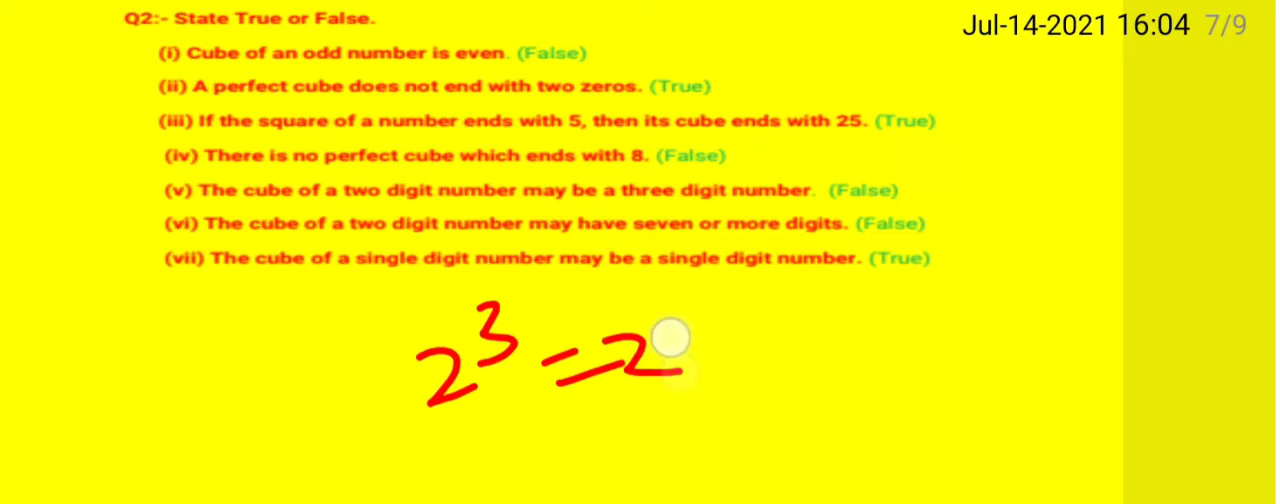 Q2:- State True or False.
Jul-14-2021 16:04 7/9
(i) Cube of an odd number is even. (False)
(ii) A perfect cube does not end with two zeros. (True)
(iii) If the square of a number ends with 5, then its cube ends with 25. (True)
(iv) There is no perfect cube which ends with 8. (False)
(v) The cube of a two digit number may be a three digit number. (False)
(vi) The cube of a two digit number may have seven or more digits. (False)
(vii) The cube of a single digit number may be a single digit number. (True)
2³ = 2